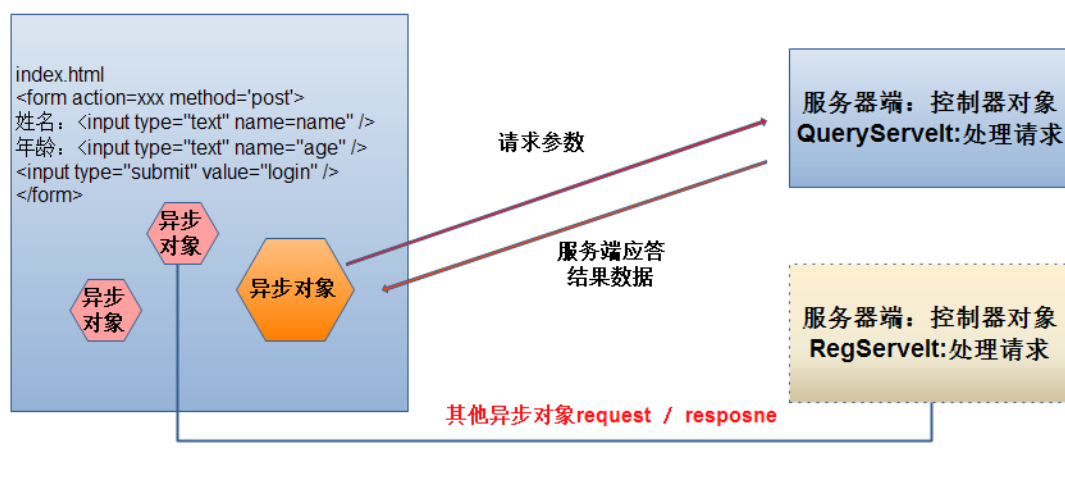 index.html
<form action=xxx method='post'>
姓名：<input type="text" name=name" />
年龄：<input type="text" name="age" />
<input type="submit" value="login" />
</form>
异步
对象
异步
对象
异步对象
请求参数
服务端应答
结果数据
服务器端：控制器对象
QueryServelt:处理请求
服务器端：控制器对象
RegServelt:处理请求
其他异步对象request / resposne